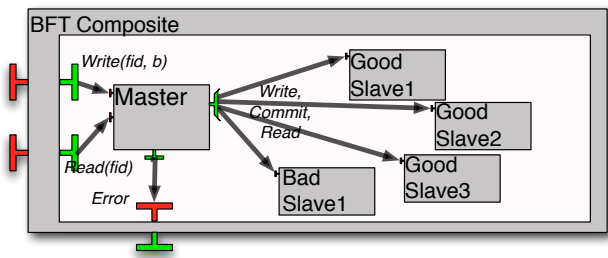 BFT Composite
Write(fid, b)
Master
Read(fid)
Error
Write,
Commit,
Read
Good
Slave1
Good
Slave2
Good
Slave3
Bad
Slave1